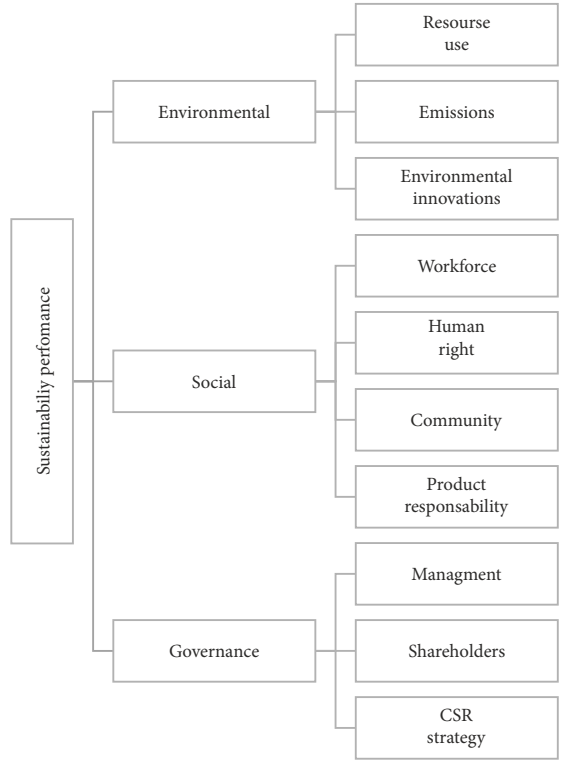 Sustainabiliy perfomance
Environmental
Resourse
use
Emissions
Environmental
innovations
Social
Workforce
Human
right
Community
Product
responsability
Governance
Managment
Shareholders
CSR
strategy